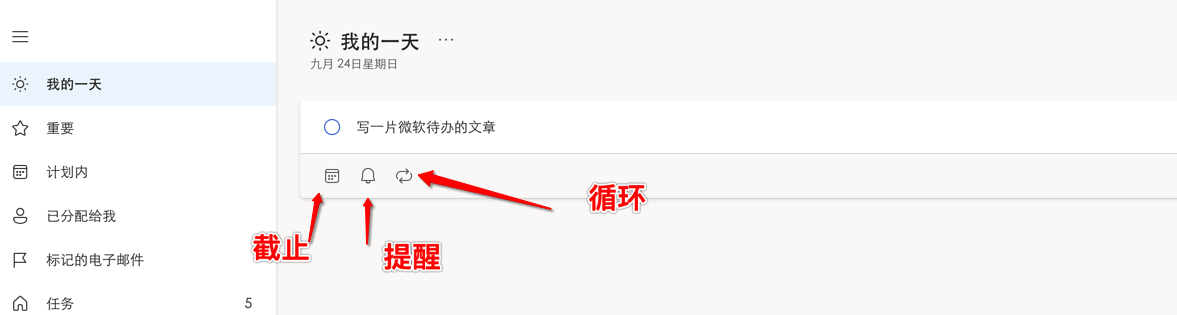 我的一天
重要
计划内
已分配给我
标记的电子邮件
任务 5
我的一天 ···
九月 24日星期日
写一片微软待办的文章
循环
截止
提醒